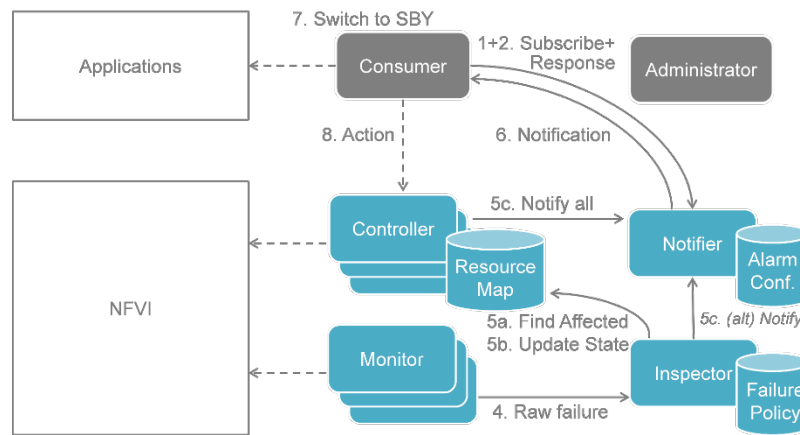 7. Switch to SBY
Applications
Consumer
1+2. Subscribe+
Response
Administrator
8. Action
6. Notification
Controller
5c. Notify all
Notifier
Resource
Map
Alarm
Conf.
NFVI
5a. Find Affected
5b. Update State
5c. (alt) Notify
Monitor
Inspector
4. Raw failure
Failure
Policy